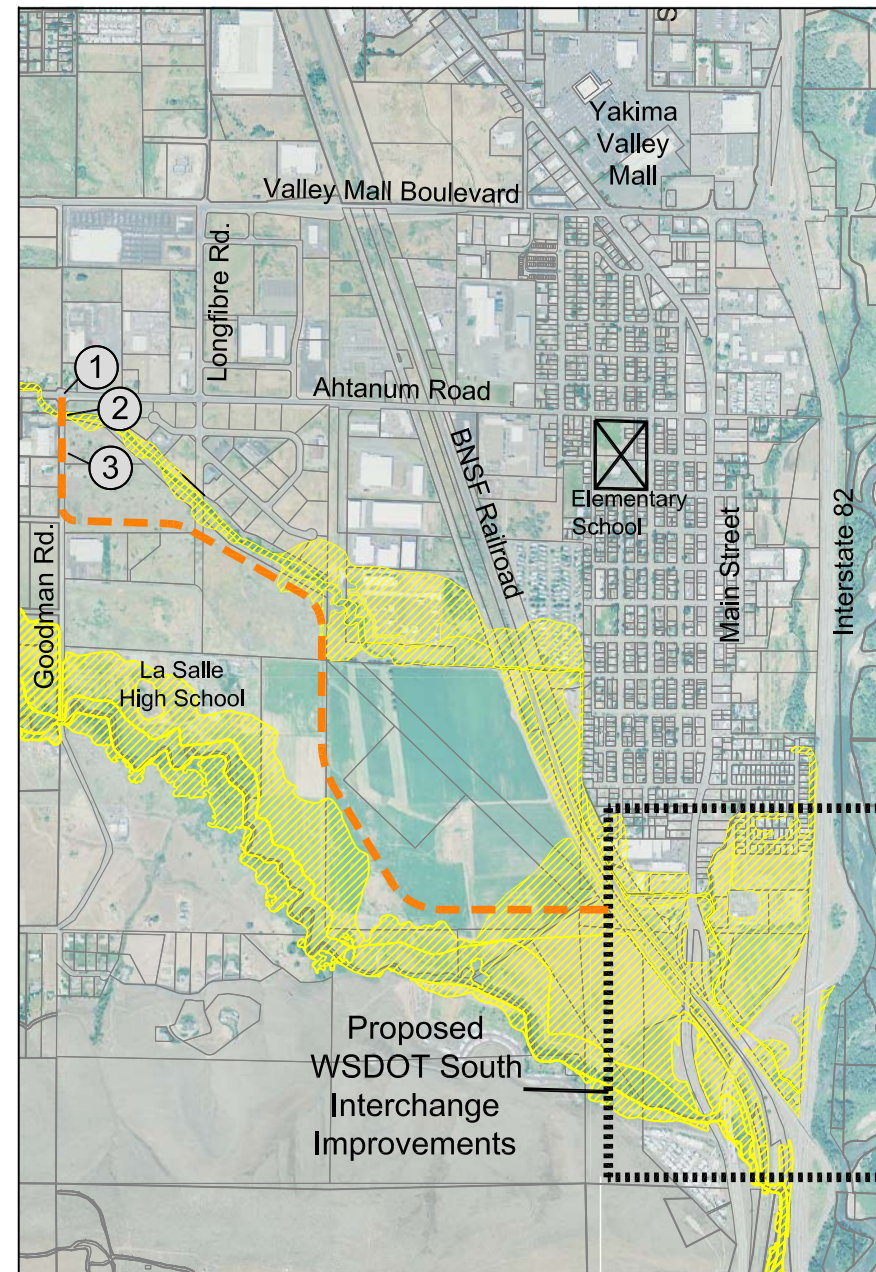 S
Yakima
Valley
Mall
Valley Mall Boulevard
Longfibre Rd.
1
Ahtanum Road
2
BNSF Railroad
3
Elementary
School
Main Street
Interstate 82
Goodman Rd.
La Salle
High School
Proposed
WSDOT South
Interchange
Improvements